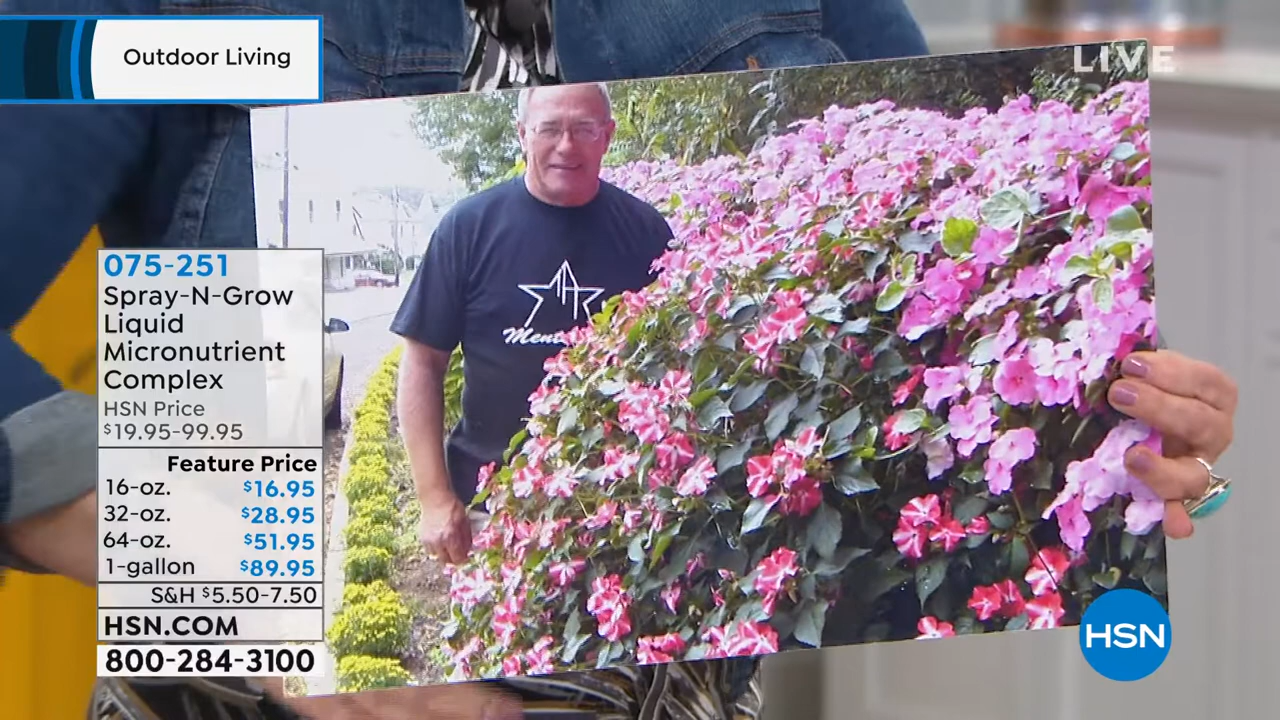 Outdoor Living
LIVE
075-251
Spray-N-Grow
Liquid
Micronutrient
Complex
HSN Price
$19.95-99.95
Feature Price
16-oz. $16.95
32-oz. $28.95
64-oz. $51.95
1-gallon $89.95
S&H $5.50-7.50
HSN.COM
800-284-3100
HSN